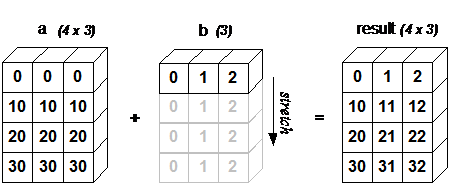 a (4 x 3) b (3) result (4 x 3)
0 0 0 0 1 2 0 1 2
10 10 10 0 1 2 10 11 12
+ stretch =
20 20 20 0 1 2 20 21 22
30 30 30 0 1 2 30 31 32